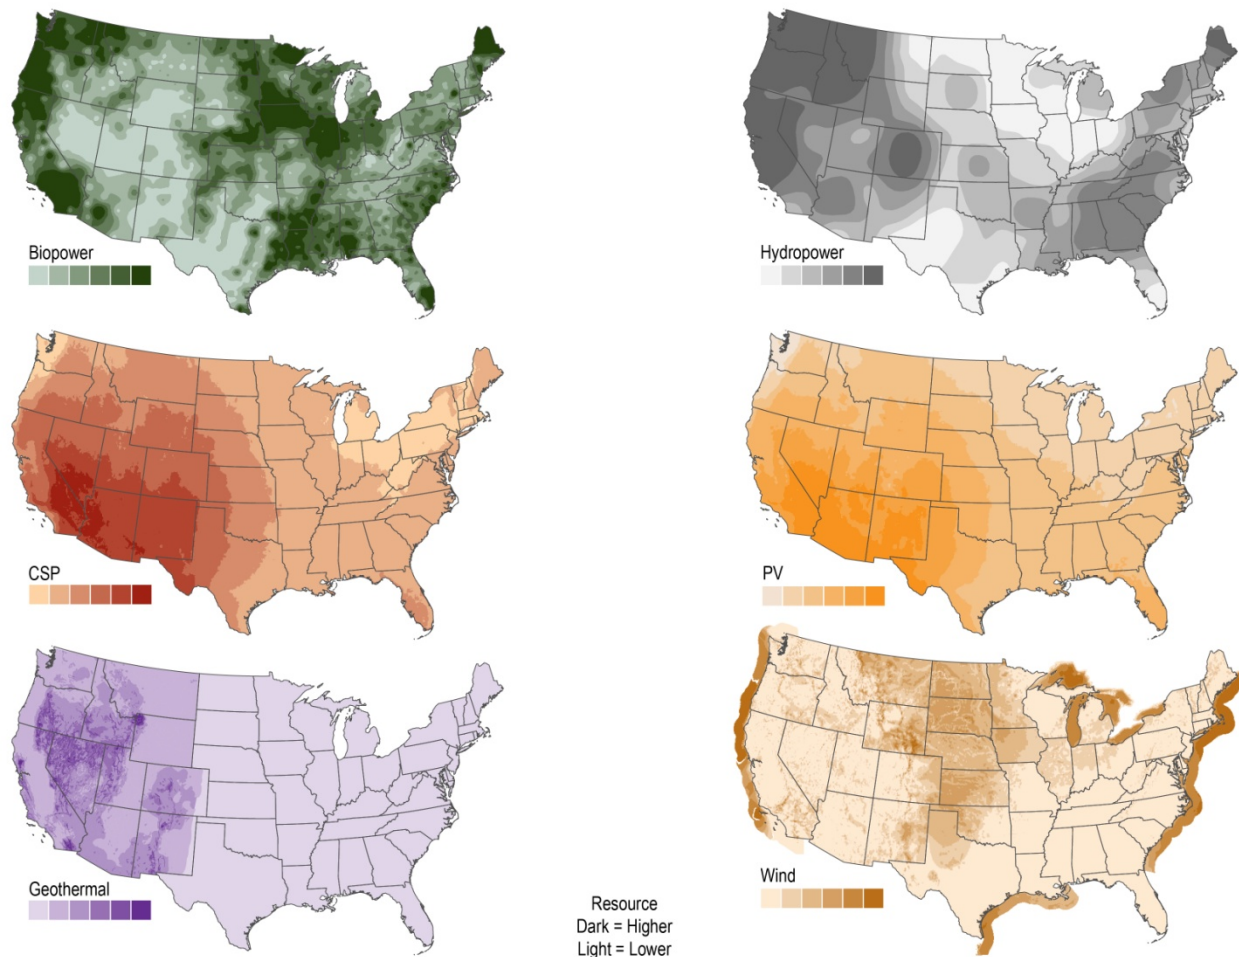 Biopower
Hydropower
CSP
PV
Geothermal
Wind
Resource
Dark = Higher
Light = Lower